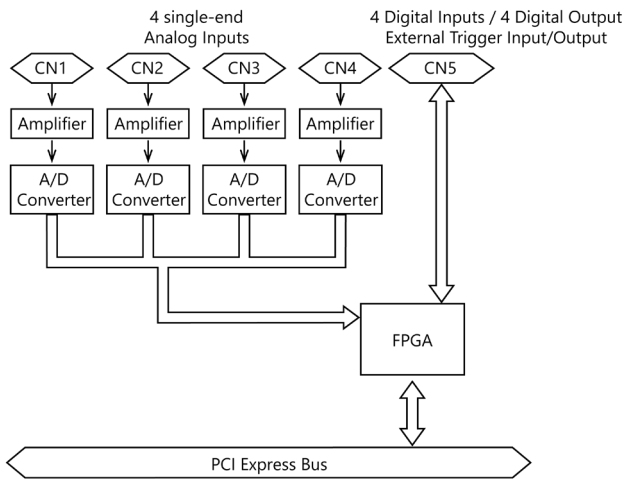 4 single-end
Analog Inputs
4 Digital Inputs / 4 Digital Output
External Trigger Input/Output
CN1
CN2
CN3
CN4
CN5
Amplifier
Amplifier
Amplifier
Amplifier
A/D
Converter
A/D
Converter
A/D
Converter
A/D
Converter
FPGA
PCI Express Bus